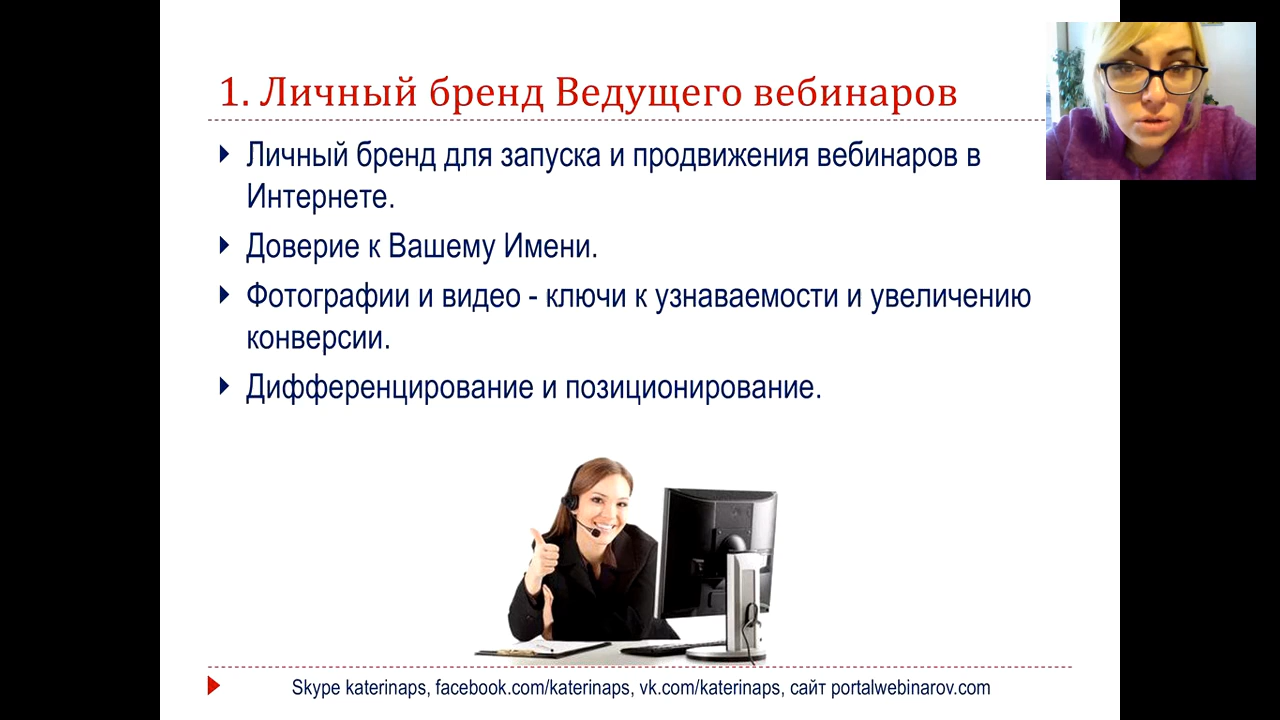 1. Личный бренд Ведущего вебинаров
Личный бренд для запуска и продвижения вебинаров в
Интернете.
Доверие к Вашему Имени.
Фотографии и видео - ключи к узнаваемости и увеличению
конверсии.
Дифференцирование и позиционирование.
Skype katerinaps, facebook.com/katerinaps, vk.com/katerinaps, сайт portalwebinarov.com